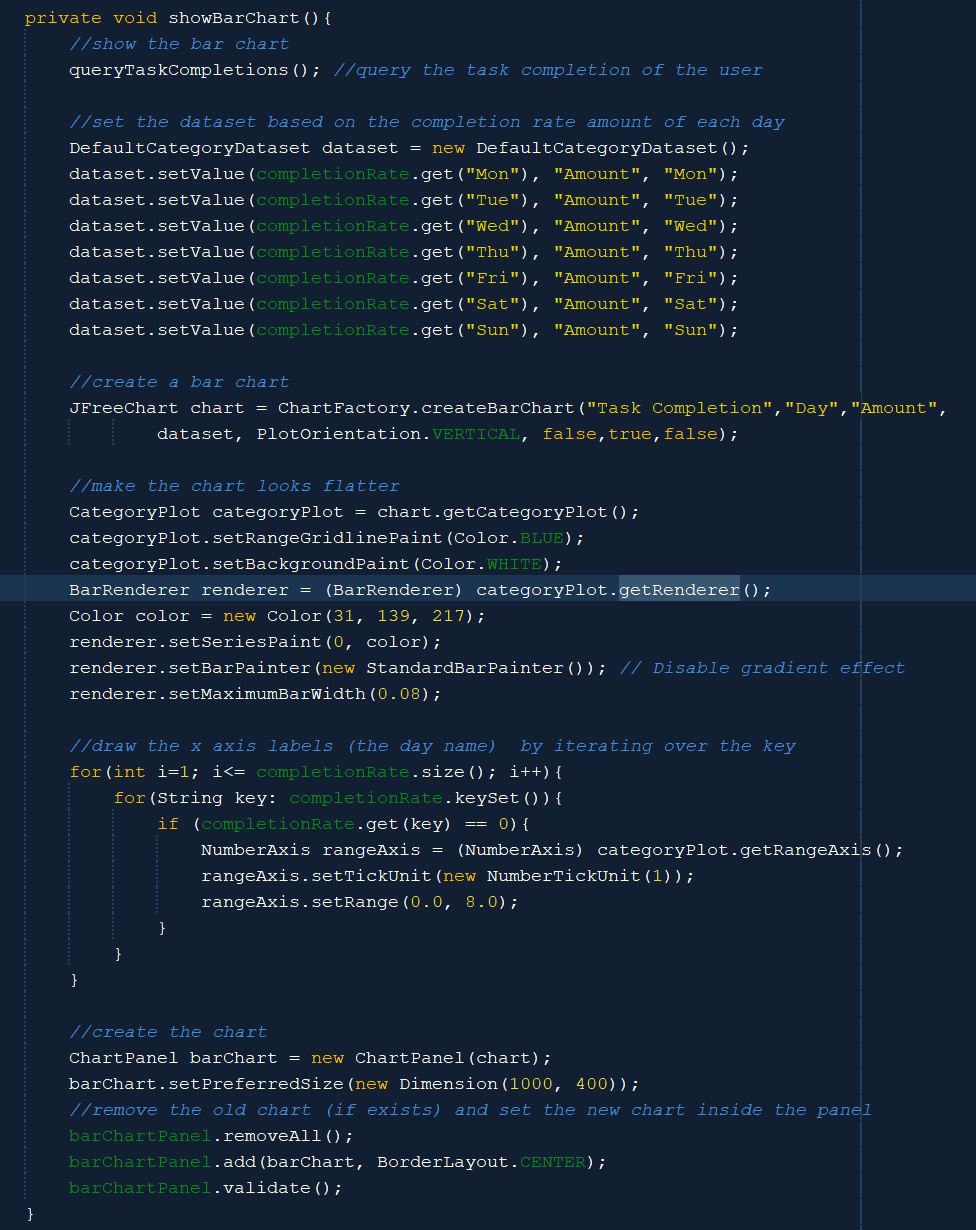 private void showBarChart(){
//show the bar chart
queryTaskCompletions(); //query the task completion of the user
//set the dataset based on the completion rate amount of each day
DefaultCategoryDataset dataset = new DefaultCategoryDataset();
dataset.setValue(completionRate.get("Mon"), "Amount", "Mon");
dataset.setValue(completionRate.get("Tue"), "Amount", "Tue");
dataset.setValue(completionRate.get("Wed"), "Amount", "Wed");
dataset.setValue(completionRate.get("Thu"), "Amount", "Thu");
dataset.setValue(completionRate.get("Fri"), "Amount", "Fri");
dataset.setValue(completionRate.get("Sat"), "Amount", "Sat");
dataset.setValue(completionRate.get("Sun"), "Amount", "Sun");
//create a bar chart
JFreeChart chart = ChartFactory.createBarChart("Task Completion","Day","Amount",
dataset, PlotOrientation.VERTICAL, false,true,false);
//make the chart looks flatter
CategoryPlot categoryPlot = chart.getCategoryPlot();
categoryPlot.setRangeGridlinePaint(Color.BLUE);
categoryPlot.setBackgroundPaint(Color.WHITE);
BarRenderer renderer = (BarRenderer) categoryPlot.getRenderer();
Color color = new Color(31, 139, 217);
renderer.setSeriesPaint(0, color);
renderer.setBarPainter(new StandardBarPainter()); // Disable gradient effect
renderer.setMaximumBarWidth(0.08);
//draw the x axis labels (the day name)  by iterating over the key
for(int i=1; i<= completionRate.size(); i++){
for(String key: completionRate.keySet()){
if (completionRate.get(key) == 0){
NumberAxis rangeAxis = (NumberAxis) categoryPlot.getRangeAxis();
rangeAxis.setTickUnit(new NumberTickUnit(1));
rangeAxis.setRange(0.0, 8.0);
}
}
}
//create the chart
ChartPanel barChart = new ChartPanel(chart);
barChart.setPreferredSize(new Dimension(1000, 400));
//remove the old chart (if exists) and set the new chart inside the panel
barChartPanel.removeAll();
barChartPanel.add(barChart, BorderLayout.CENTER);
barChartPanel.validate();
}